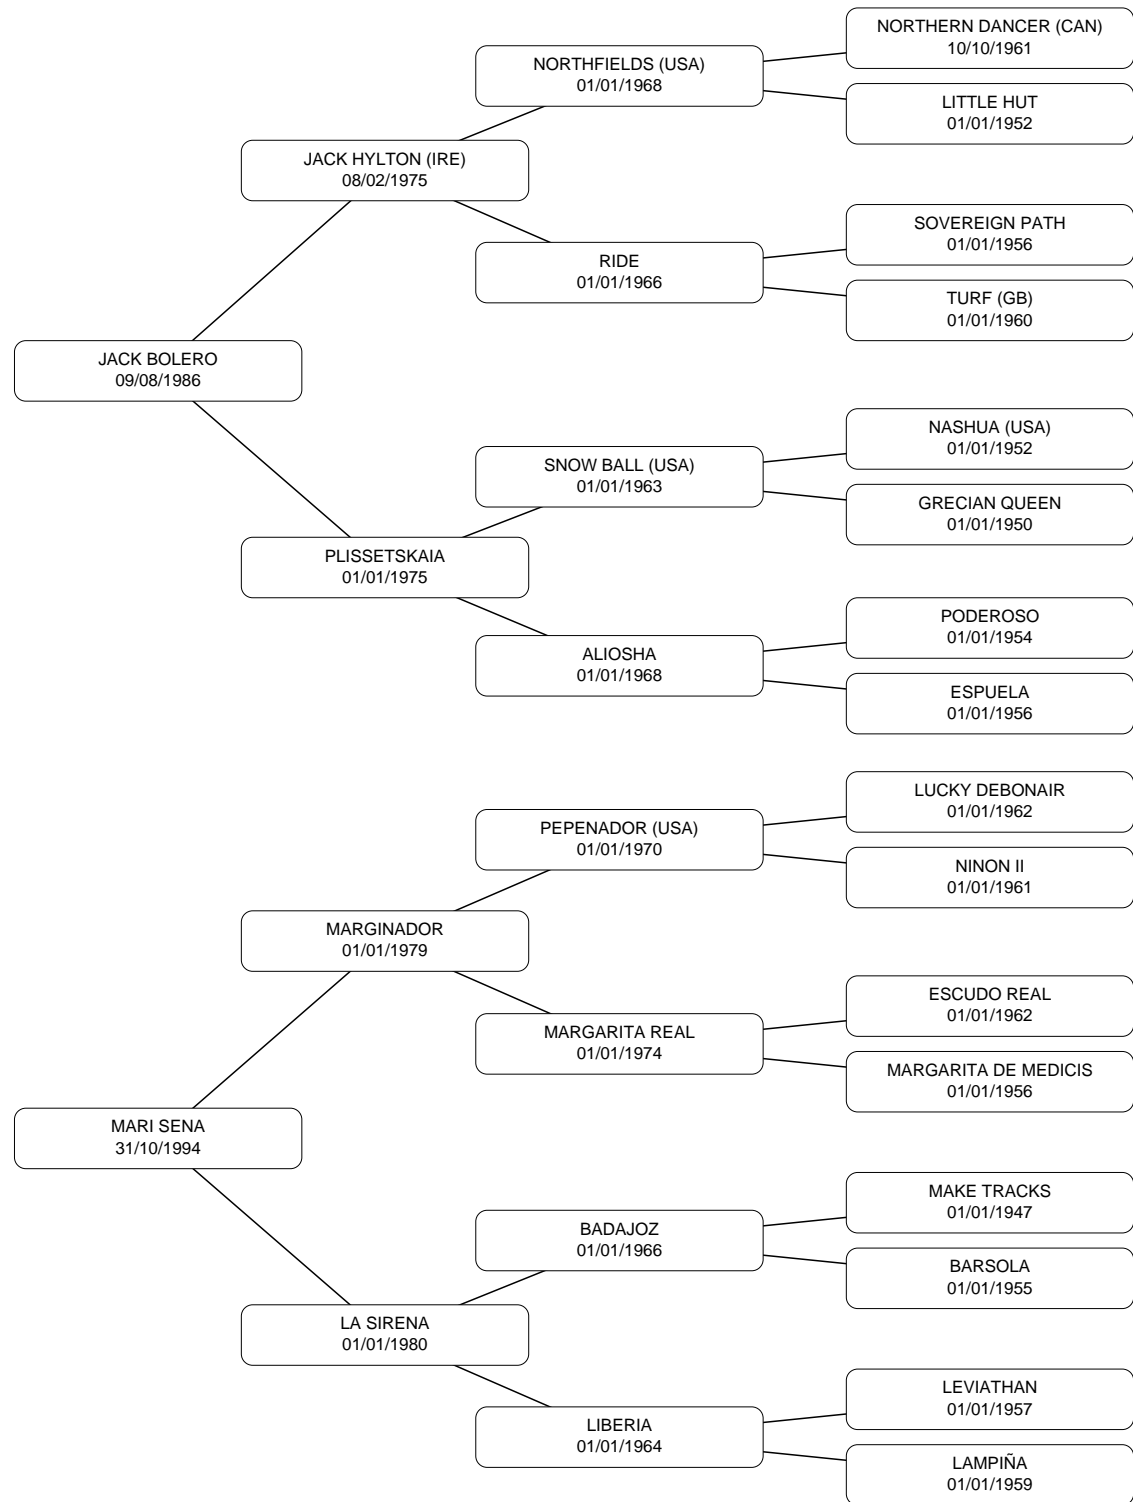 NORTHERN DANCER (CAN)
10/10/1961
NORTHFIELDS (USA)
01/01/1968
LITTLE HUT
01/01/1952
JACK HYLTON (IRE)
08/02/1975
SOVEREIGN PATH
01/01/1956
RIDE
01/01/1966
TURF (GB)
01/01/1960
JACK BOLERO
09/08/1986
NASHUA (USA)
01/01/1952
SNOW BALL (USA)
01/01/1963
GRECIAN QUEEN
01/01/1950
PLISSETSKAIA
01/01/1975
PODEROSO
01/01/1954
ALIOSHA
01/01/1968
ESPUELA
01/01/1956
LUCKY DEBONAIR
01/01/1962
PEPENADOR (USA)
01/01/1970
NINON II
01/01/1961
MARGINADOR
01/01/1979
ESCUDO REAL
01/01/1962
MARGARITA REAL
01/01/1974
MARGARITA DE MEDICIS
01/01/1956
MARI SENA
31/10/1994
MAKE TRACKS
01/01/1947
BADAJOZ
01/01/1966
BARSOLA
01/01/1955
LA SIRENA
01/01/1980
LEVIATHAN
01/01/1957
LIBERIA
01/01/1964
LAMPIÑA
01/01/1959